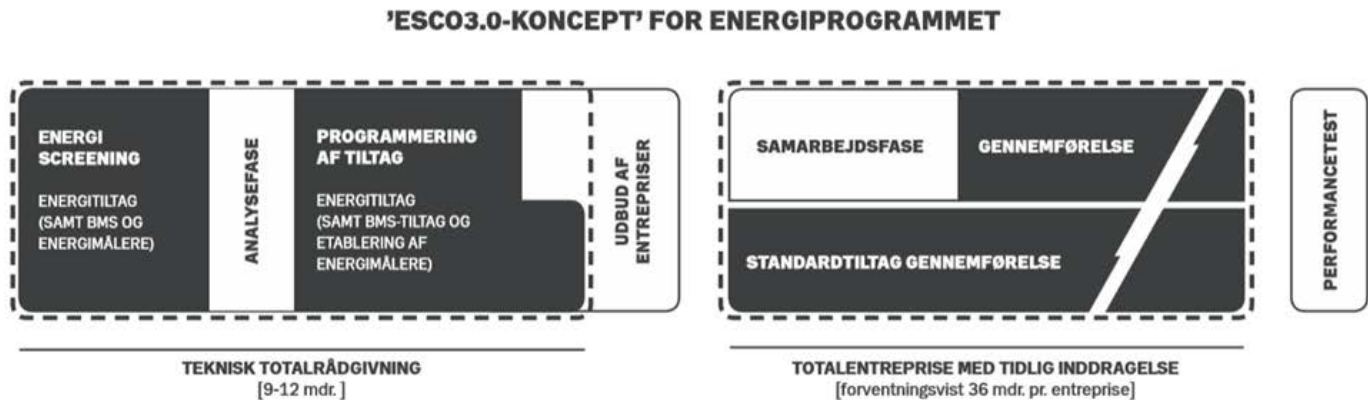 'ESCO3.0-KONCEPT' FOR ENERGIPROGRAMMET
ENERGI
SCREENING
ENERGITILTAG
(SAMT BMS OG
ENERGIMÅLERE)
ANALYSEFASE
PROGRAMMERING
AF TILTAG
ENERGITILTAG
(SAMT BMS-TILTAG OG
ETABLERING AF
ENERGIMÅLERE)
UDBUD AF
ENTREPRISER
SAMARBEJDSFASE
GENNEMFØRELSE
STANDARDTILTAG GENNEMFØRELSE
PERFORMANCETEST
TEKNISK TOTALRÅDGIVNING
[9-12 mdr. ]
TOTALENTREPRISE MED TIDLIG INDDRAGELSE
[forventningsvist 36 mdr. pr. entreprise]